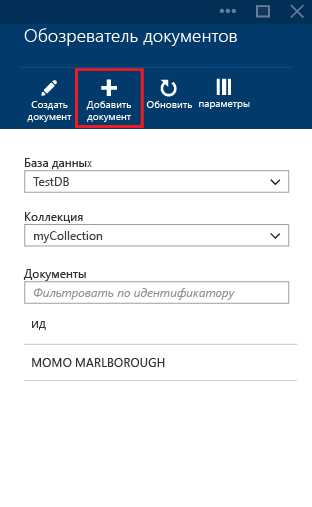 Обозреватель документов
Создать документ
Добавить документ
Обновить
параметры
База данных
TestDB
Коллекция
myCollection
Документы
Фильтровать по идентификатору
ИД
MOMO MARLBOROUGH